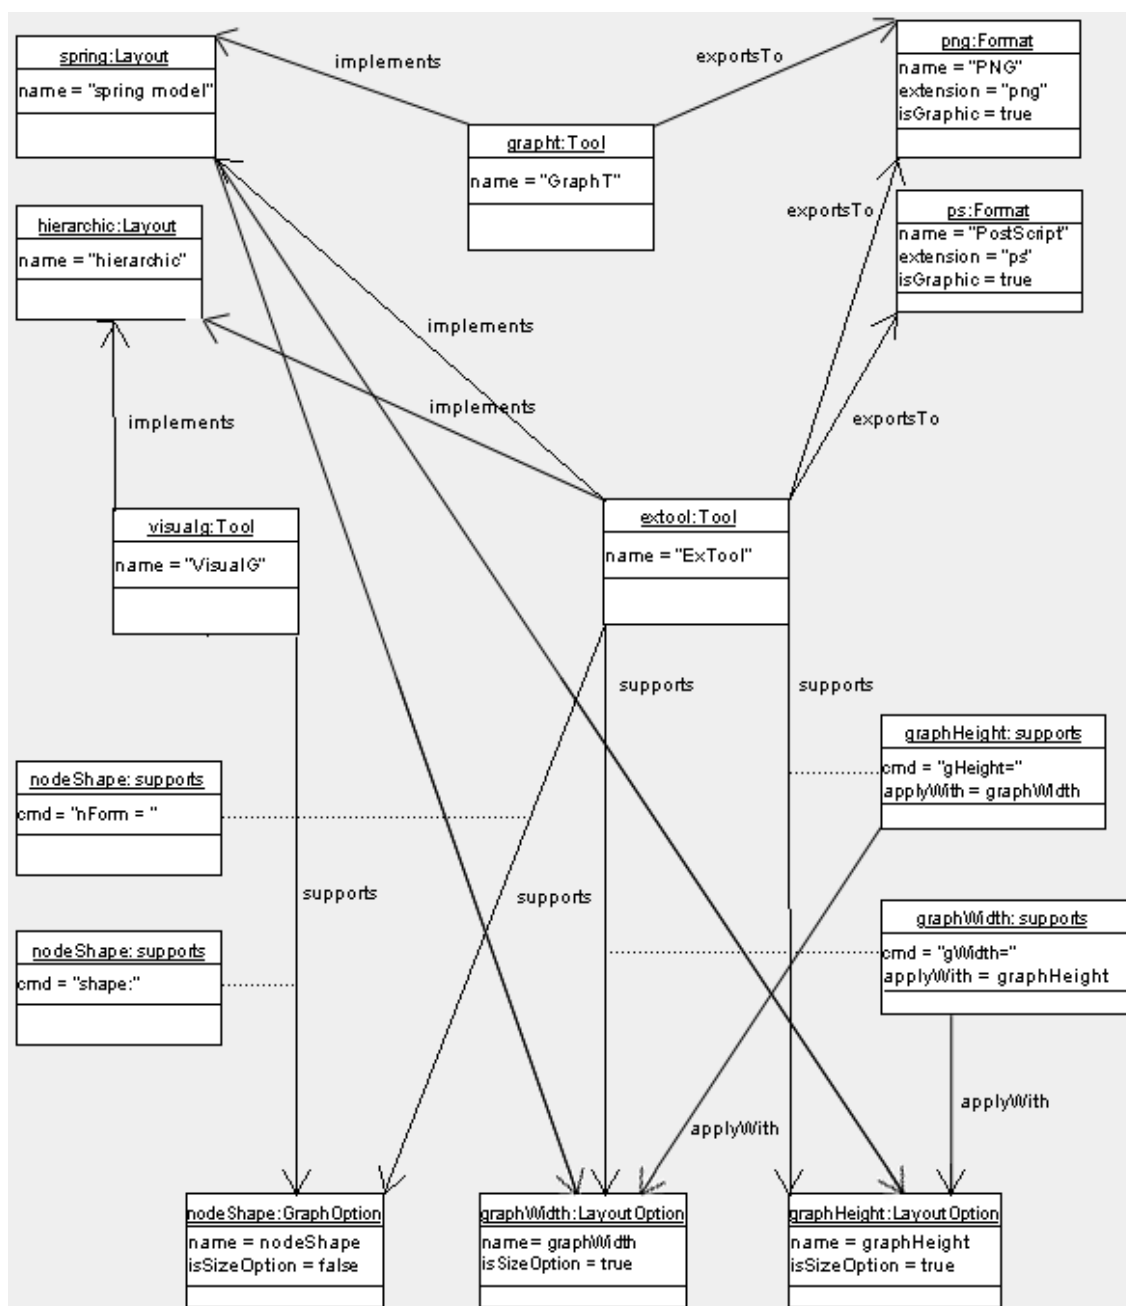 spring:Layout
name = "spring model"
implements
exportsTo
png:Format
name = "PNG"
extension = "png"
isGraphic = true
grapht:Tool
name = "GraphT"
hierarchic:Layout
name = "hierarchic"
exportsTo
ps:Format
name = "PostScript"
extension = "ps"
isGraphic = true
implements
implements
implements
exportsTo
visualg:Tool
name = "VisualG"
extool:Tool
name = "ExTool"
supports
supports
graphHeight:supports
cmd = "gHeight="
applyWith = graphWidth
nodeShape:supports
cmd = "nForm = "
supports
supports
graphWidth:supports
cmd = "gWidth="
applyWith = graphHeight
nodeShape:supports
cmd = "shape:"
applyWith
applyWith
nodeShape:GraphOption
name = nodeShape
isSizeOption = false
graphWidth:LayoutOption
name= graphWidth
isSizeOption = true
graphHeight:LayoutOption
name = graphHeight
isSizeOption = true